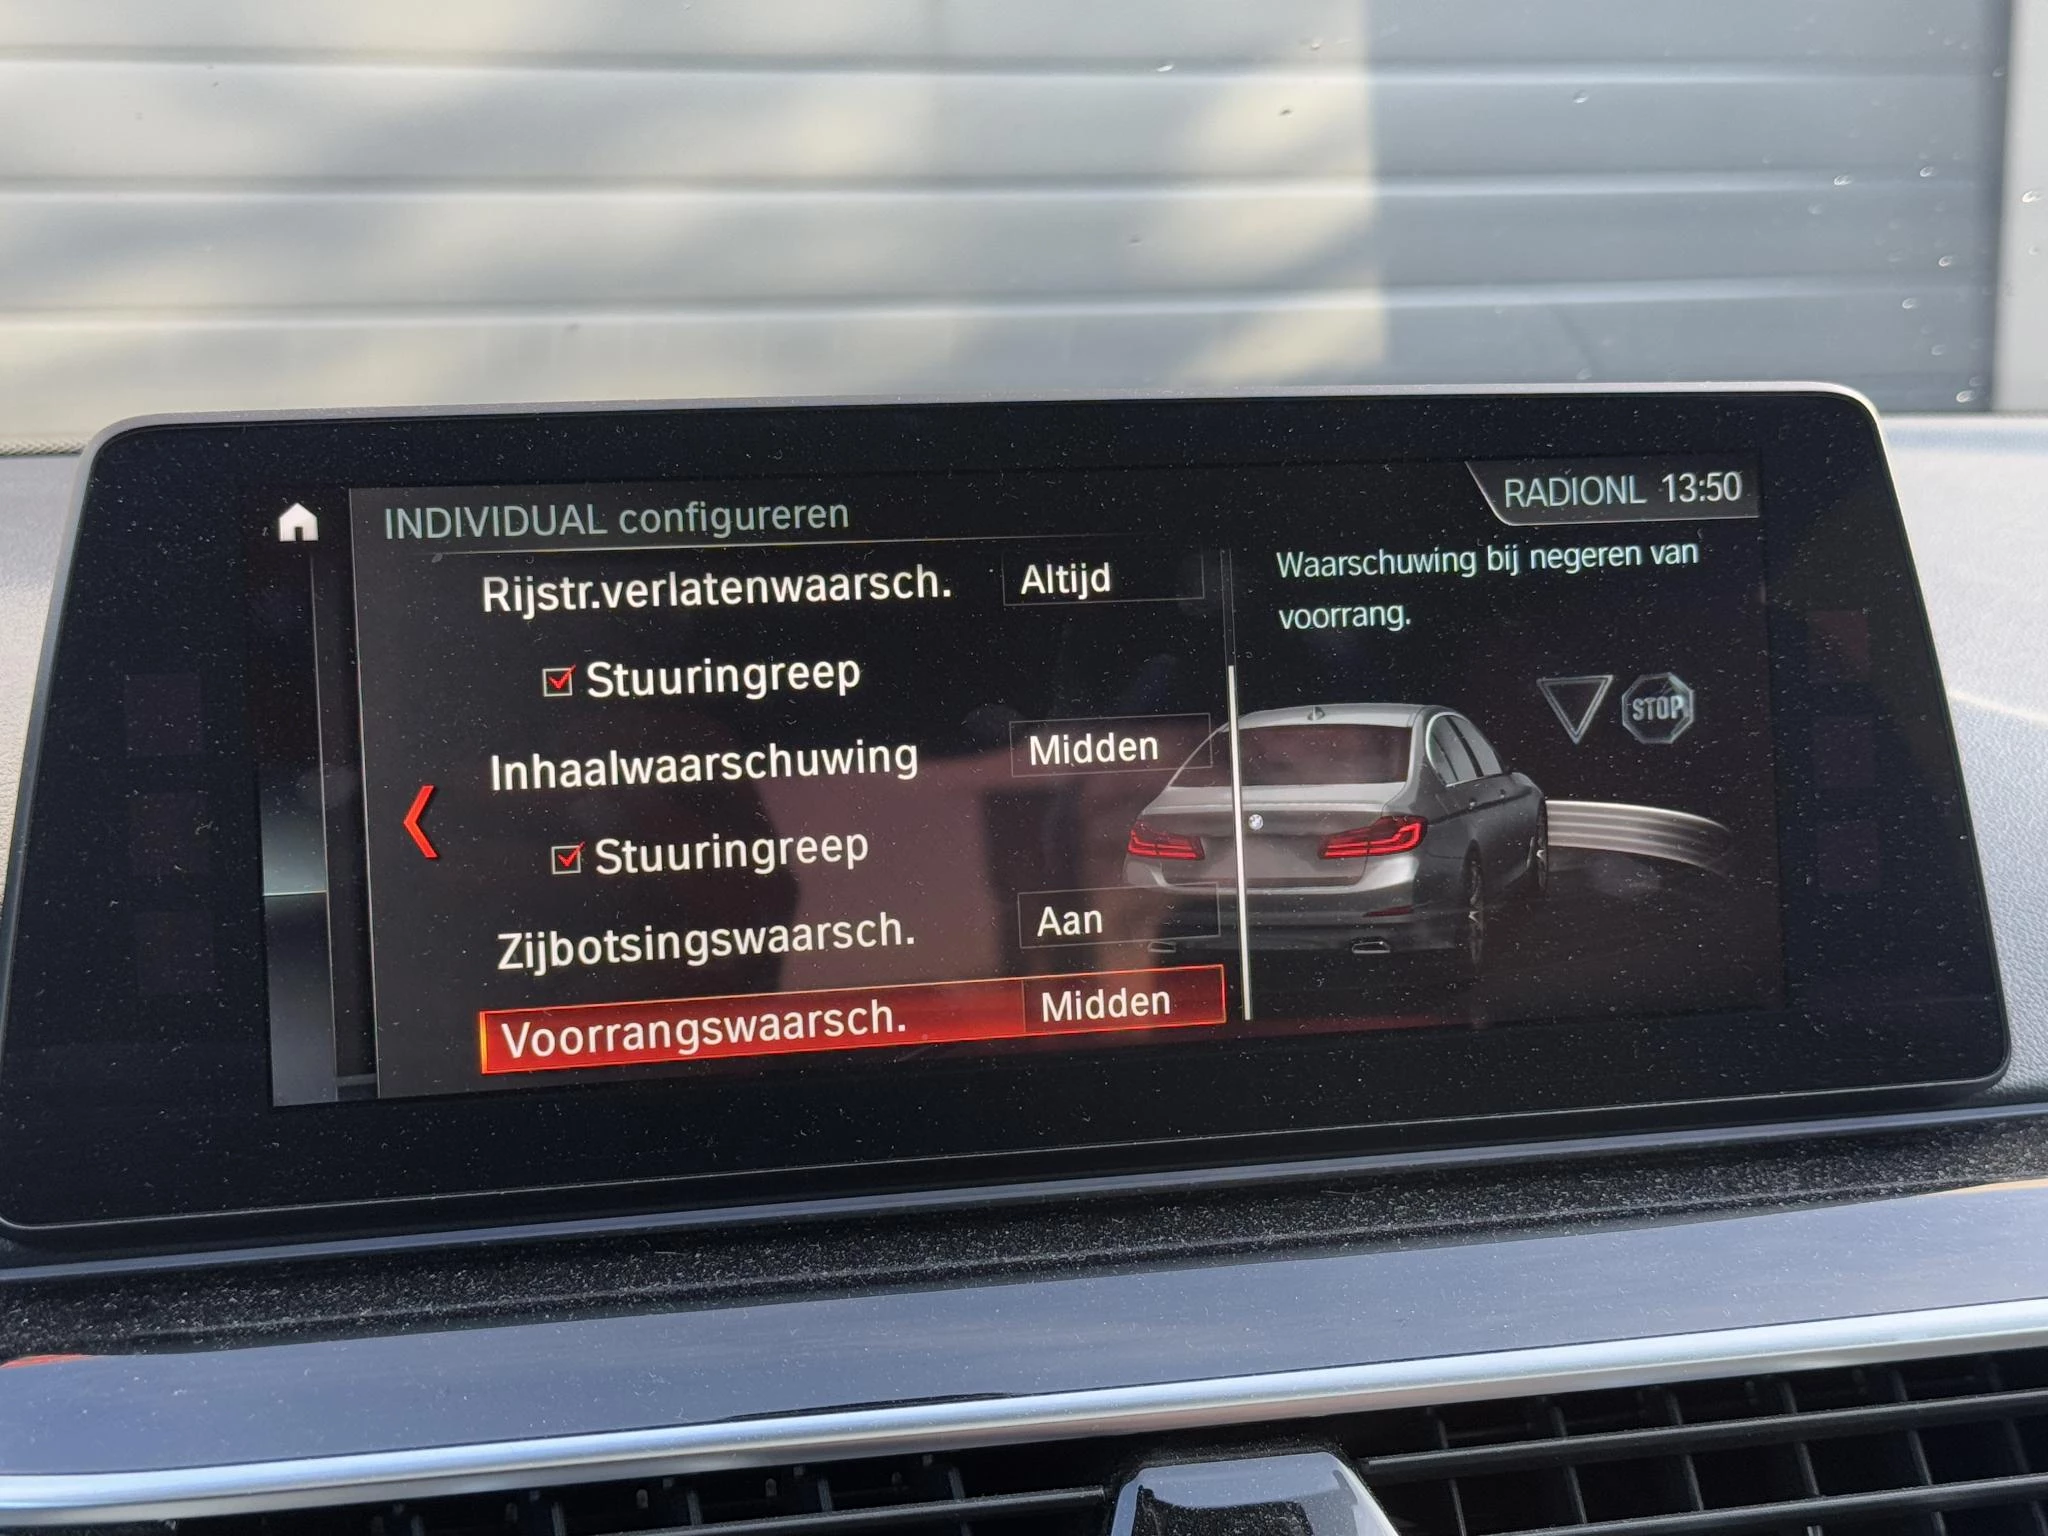 RADIONL 13:50
INDIVIDUAL configureren
Rijstr.verlatenwaarsch. Altijd
Stuuringreep
Inhaalwaarschuwing Midden
Stuuringreep
Zijbotsingswaarsch. Aan
Voorrangswaarsch. Midden
Waarschuwing bij negeren van
voorrang.
STOP